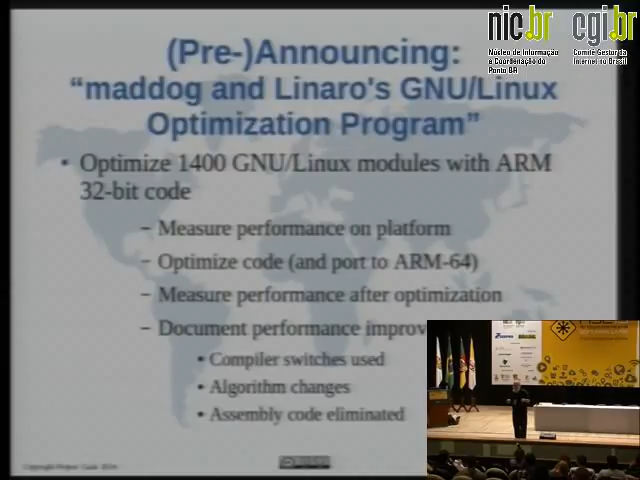 nic.br cgi.br
Núcleo de Informação
e Coordenação do
Ponto BR
Comitê Gestor da
Internet no Brasil
(Pre-)Announcing:
“maddog and Linaro's GNU/Linux
Optimization Program”
• Optimize 1400 GNU/Linux modules with ARM
32-bit code
– Measure performance on platform
– Optimize code (and port to ARM-64)
– Measure performance after optimization
– Document performance
• Compiler switches used
• Algorithm changes
• Assembly code eliminated